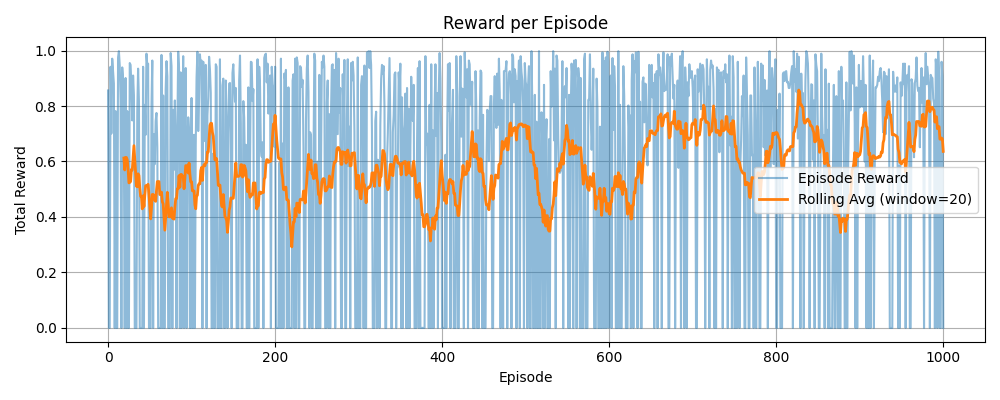 Reward per Episode
Total Reward
1.0
0.8
0.6
0.4
0.2
0.0
Episode Reward
Rolling Avg (window=20)
0
200
400
600
800
1000
Episode